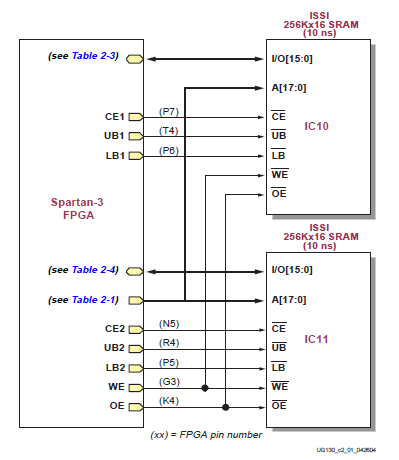 ISSI
256Kx16 SRAM
(10 ns)
(see Table 2-3)
I/O[15:0]
A[17:0]
CE1
(P7)
CE
UB1
(T4)
UB
IC10
LB1
(P6)
LB
WE
OE
Spartan-3
FPGA
ISSI
256Kx16 SRAM
(10 ns)
(see Table 2-4)
I/O[15:0]
(see Table 2-1)
A[17:0]
CE2
(N5)
CE
UB2
(R4)
UB
IC11
LB2
(P5)
LB
WE
(G3)
WE
OE
(K4)
OE
(xx) = FPGA pin number
UG130_c2_01_042604